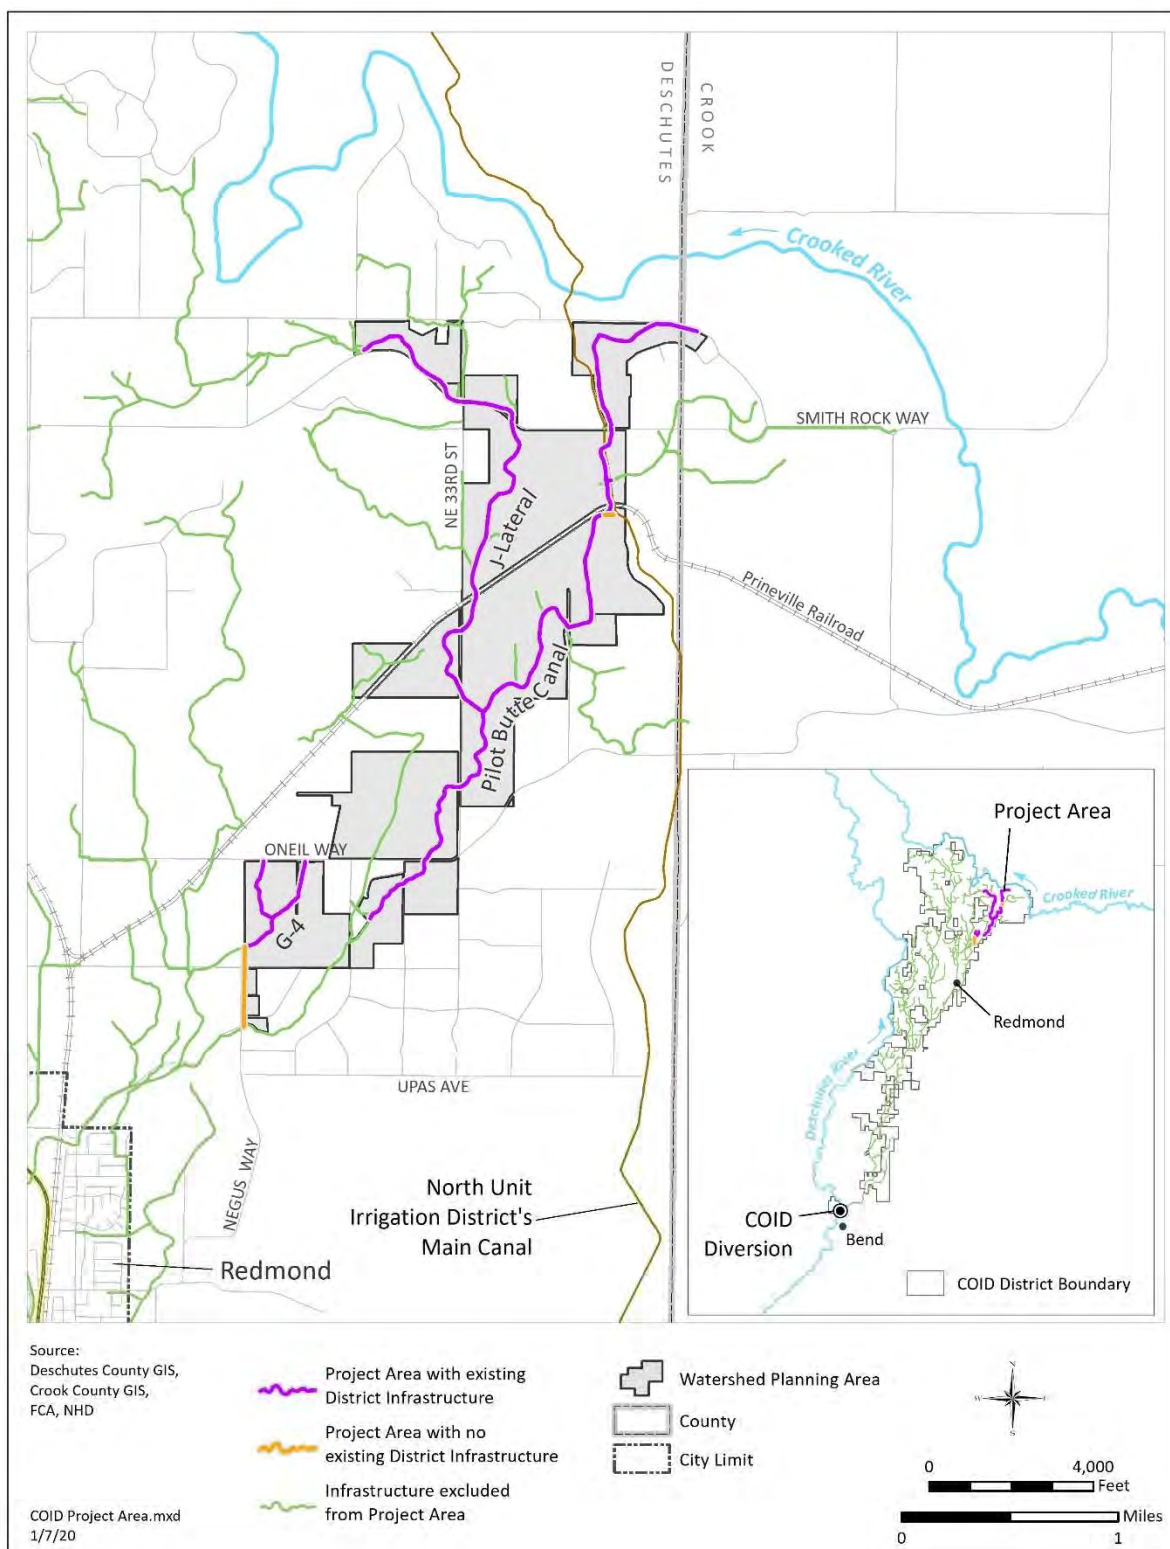 DESCHUTES
CROOK
Crooked River
SMITH ROCK WAY
NE 33RD ST
J-Lateral
Prineville Railroad
Pilot Butte Canal
ONEIL WAY
G-4
UPAS AVE
NEGUS WAY
North Unit
Irrigation District's
Main Canal
Redmond
Project Area
Crooked River
Redmond
Deschutes River
COID
Diversion
Bend
COID District Boundary
Source:
Deschutes County GIS,
Crook County GIS,
FCA, NHD
COID Project Area.mxd
1/7/20
Project Area with existing
District Infrastructure
Project Area with no
existing District Infrastructure
Infrastructure excluded
from Project Area
Watershed Planning Area
County
City Limit
N
W E
S
0 4,000
Feet
Miles
0 1